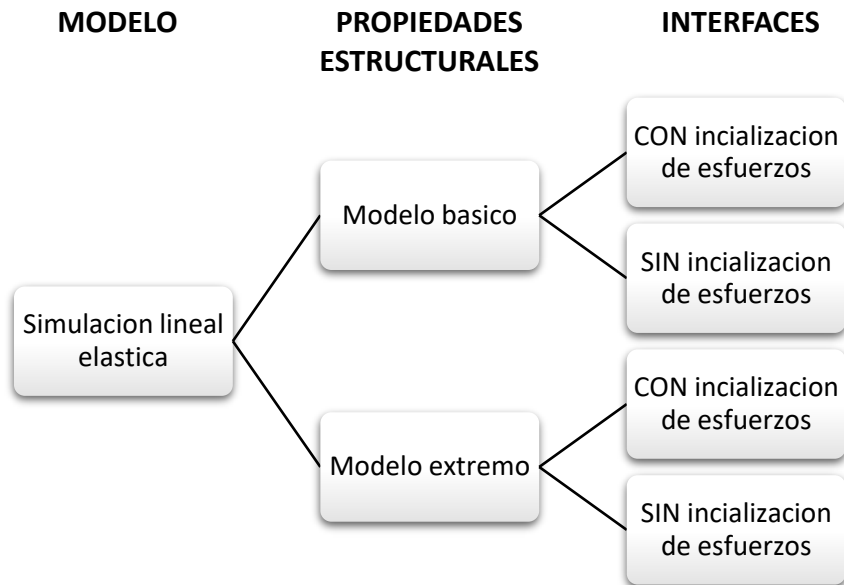 MODELO
PROPIEDADES
ESTRUCTURALES
INTERFACES
Simulacion lineal
elastica
Modelo basico
CON incializacion
de esfuerzos
SIN incializacion
de esfuerzos
Modelo extremo
CON incializacion
de esfuerzos
SIN incializacion
de esfuerzos